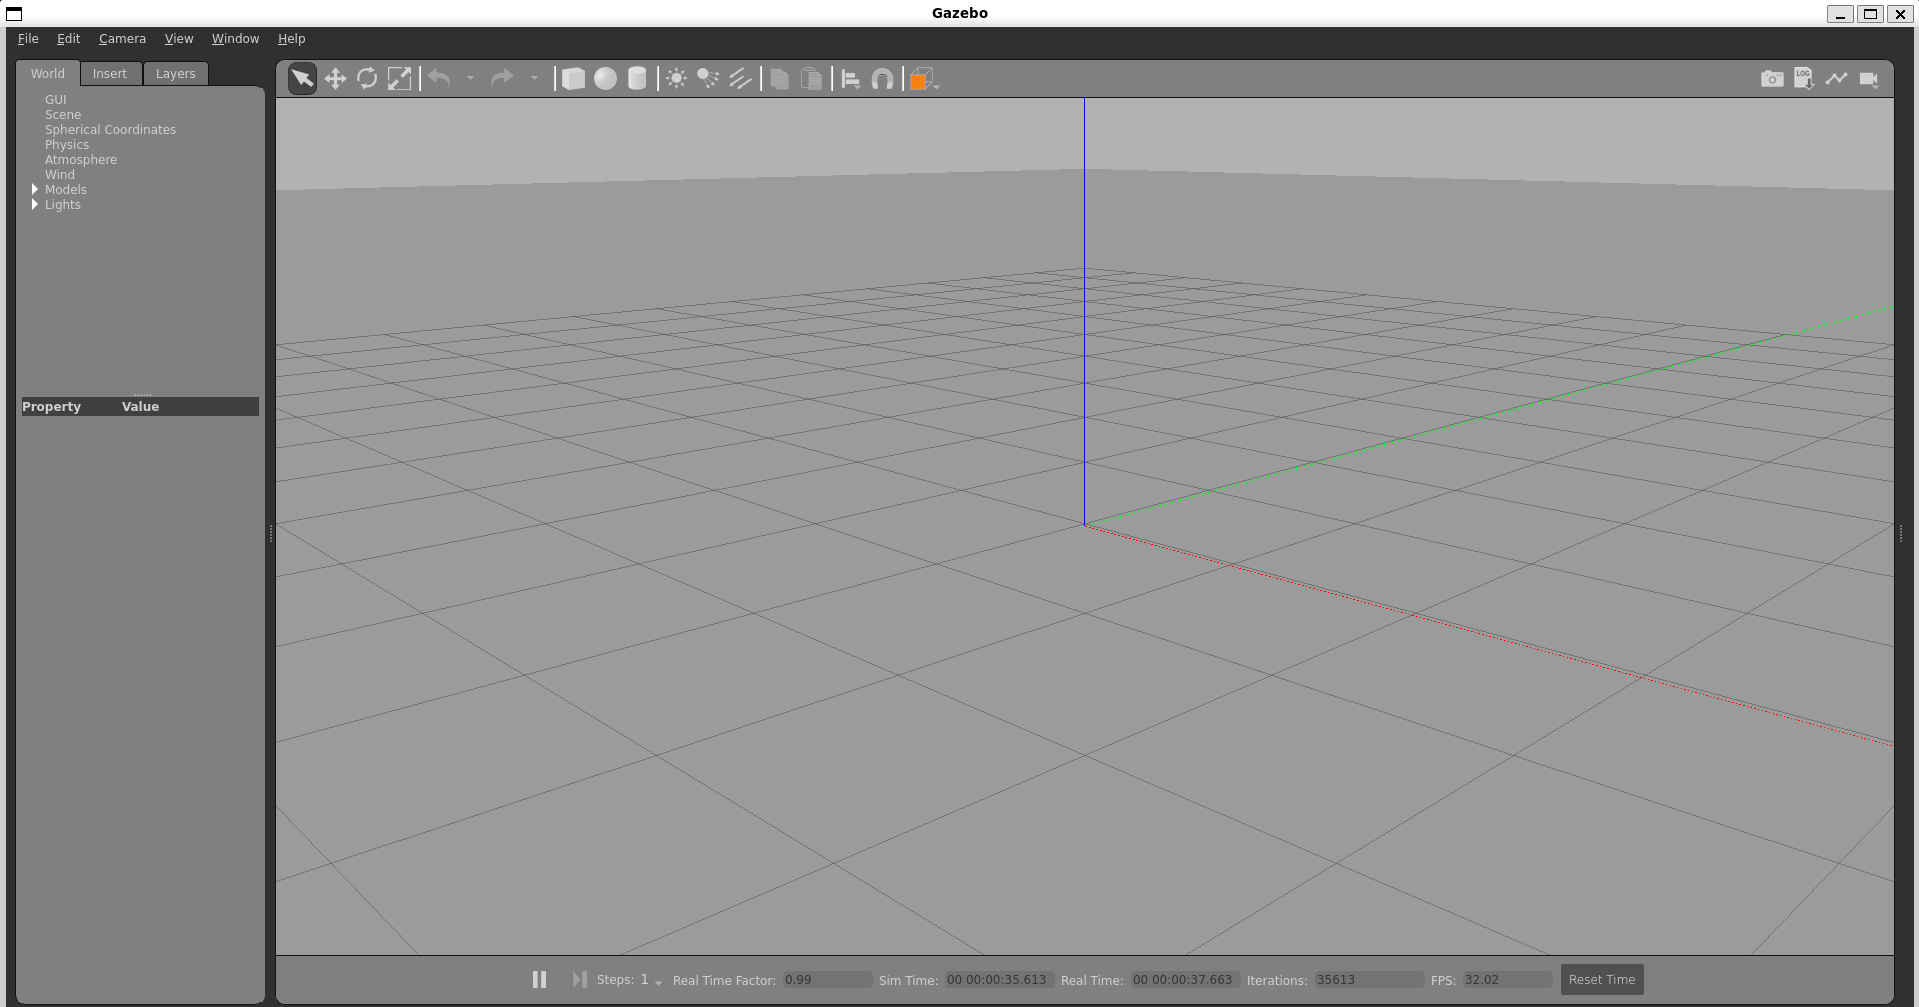 Gazebo
File Edit Camera View Window Help
World Insert Layers
LOG
GUI
Scene
Spherical Coordinates
Physics
Atmosphere
Wind
Models
Lights
Property Value
Steps: 1 Real Time Factor: 0.99 Sim Time: 00 00:00:35.613 Real Time: 00 00:00:37.663 Iterations: 35613 FPS: 32.02 Reset Time